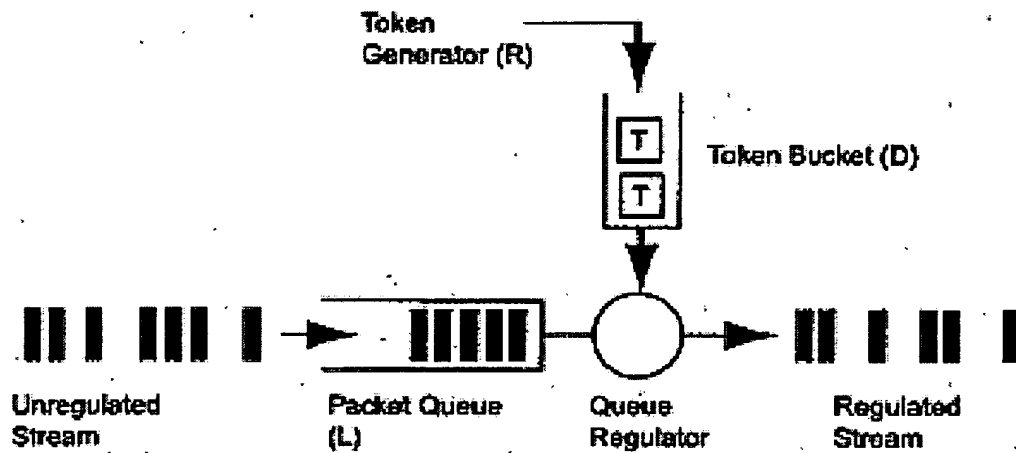 Token
Generator (R)
T
Token Bucket (D)
T
Unregulated
Stream
Packet Queue
(L)
Queue
Regulator
Regulated
Stream